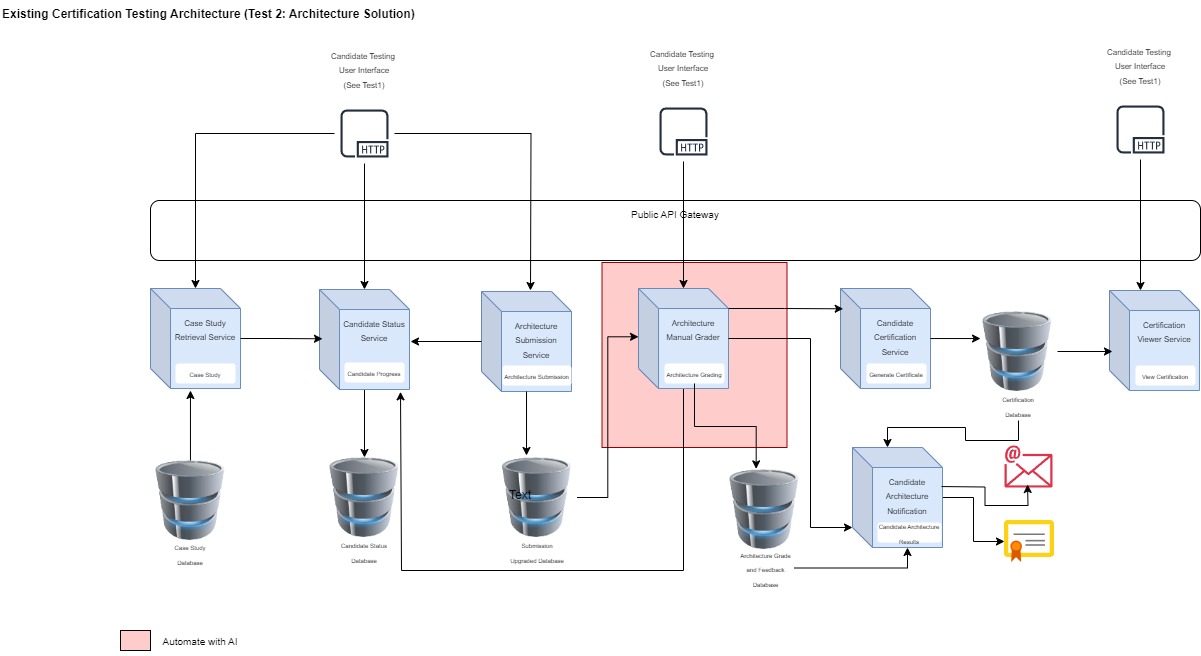 Existing Certification Testing Architecture (Test 2: Architecture Solution)
Candidate Testing
User Interface
(See Test1)
HTTP
Candidate Testing
User Interface
(See Test1)
HTTP
Candidate Testing
User Interface
(See Test1)
HTTP
Public API Gateway
Case Study
Retrieval Service
Case Study
Candidate Status
Service
Candidate Progress
Architecture
Submission
Service
Architecture Submission
Architecture
Manual Grader
Architecture Grading
Candidate
Certification
Service
Generate Certificate
Certification
Database
Certification
Viewer Service
View Certification
Case Study
Database
Candidate Status
Database
Text
Submission
Upgraded Database
Architecture Grade
and Feedback
Database
Candidate
Architecture
Notification
Candidate Architecture
Results
@
Automate with AI